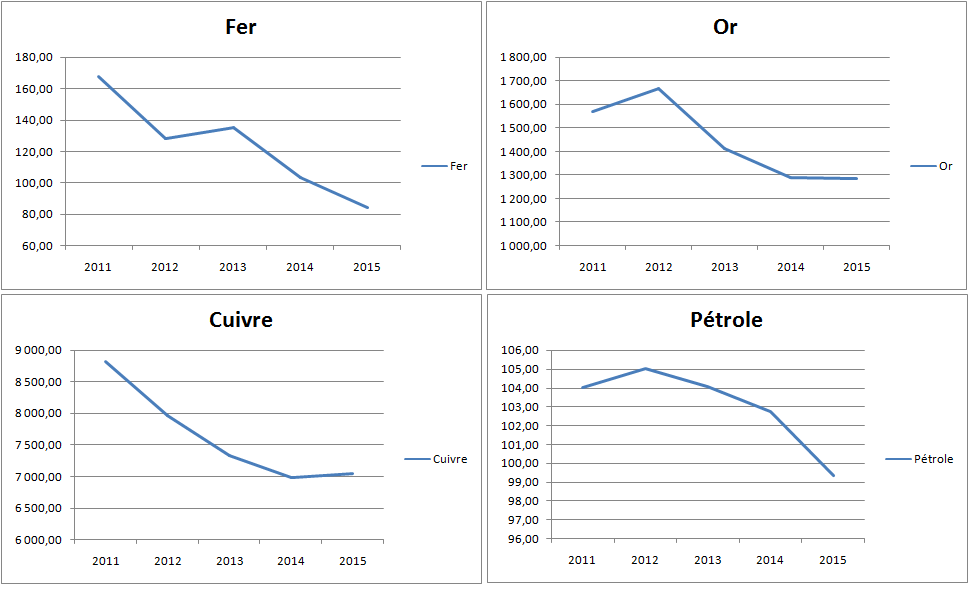 Fer
180,00
160,00
140,00
120,00
100,00
80,00
60,00
2011 2012 2013 2014 2015
Fer
Or
1 800,00
1 700,00
1 600,00
1 500,00
1 400,00
1 300,00
1 200,00
1 100,00
1 000,00
2011 2012 2013 2014 2015
Or
Cuivre
9 000,00
8 500,00
8 000,00
7 500,00
7 000,00
6 500,00
6 000,00
2011 2012 2013 2014 2015
Cuivre
Pétrole
106,00
105,00
104,00
103,00
102,00
101,00
100,00
99,00
98,00
97,00
96,00
2011 2012 2013 2014 2015
Pétrole